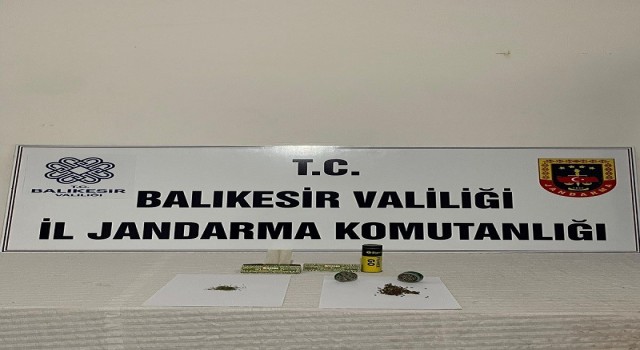 T.C.
BALIKESİR
VALİLİĞİ
T.C.
BALIKESİR VALİLİĞİ
İL JANDARMA KOMUTANLIĞI
JANDARMA